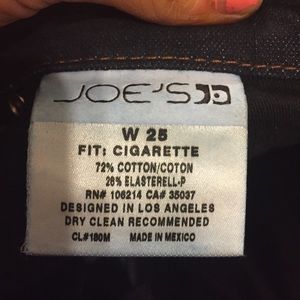 JOE'S
W 25
FIT: CIGARETTE
72% COTTON/COTON
28% ELASTERELL-P
RN# 106214 CA# 35037
DESIGNED IN LOS ANGELES
DRY CLEAN RECOMMENDED
CL#180M MADE IN MEXICO